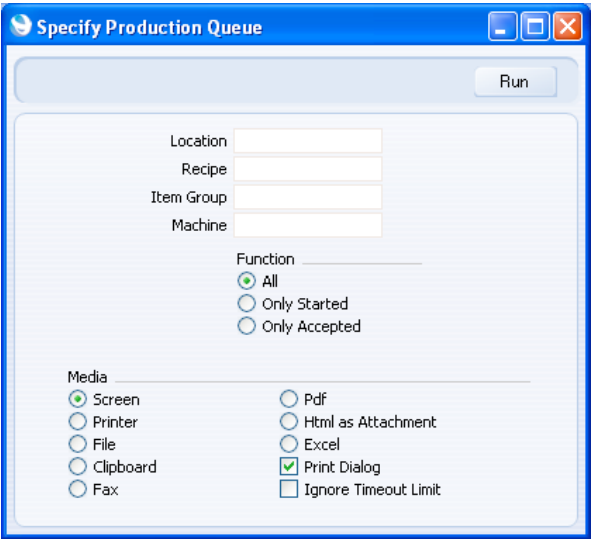 Specify Production Queue
Run
Location
Recipe
Item Group
Machine
Function
All
Only Started
Only Accepted
Media
Screen
Pdf
Printer
Html as Attachment
File
Excel
Clipboard
Print Dialog
Fax
Ignore Timeout Limit